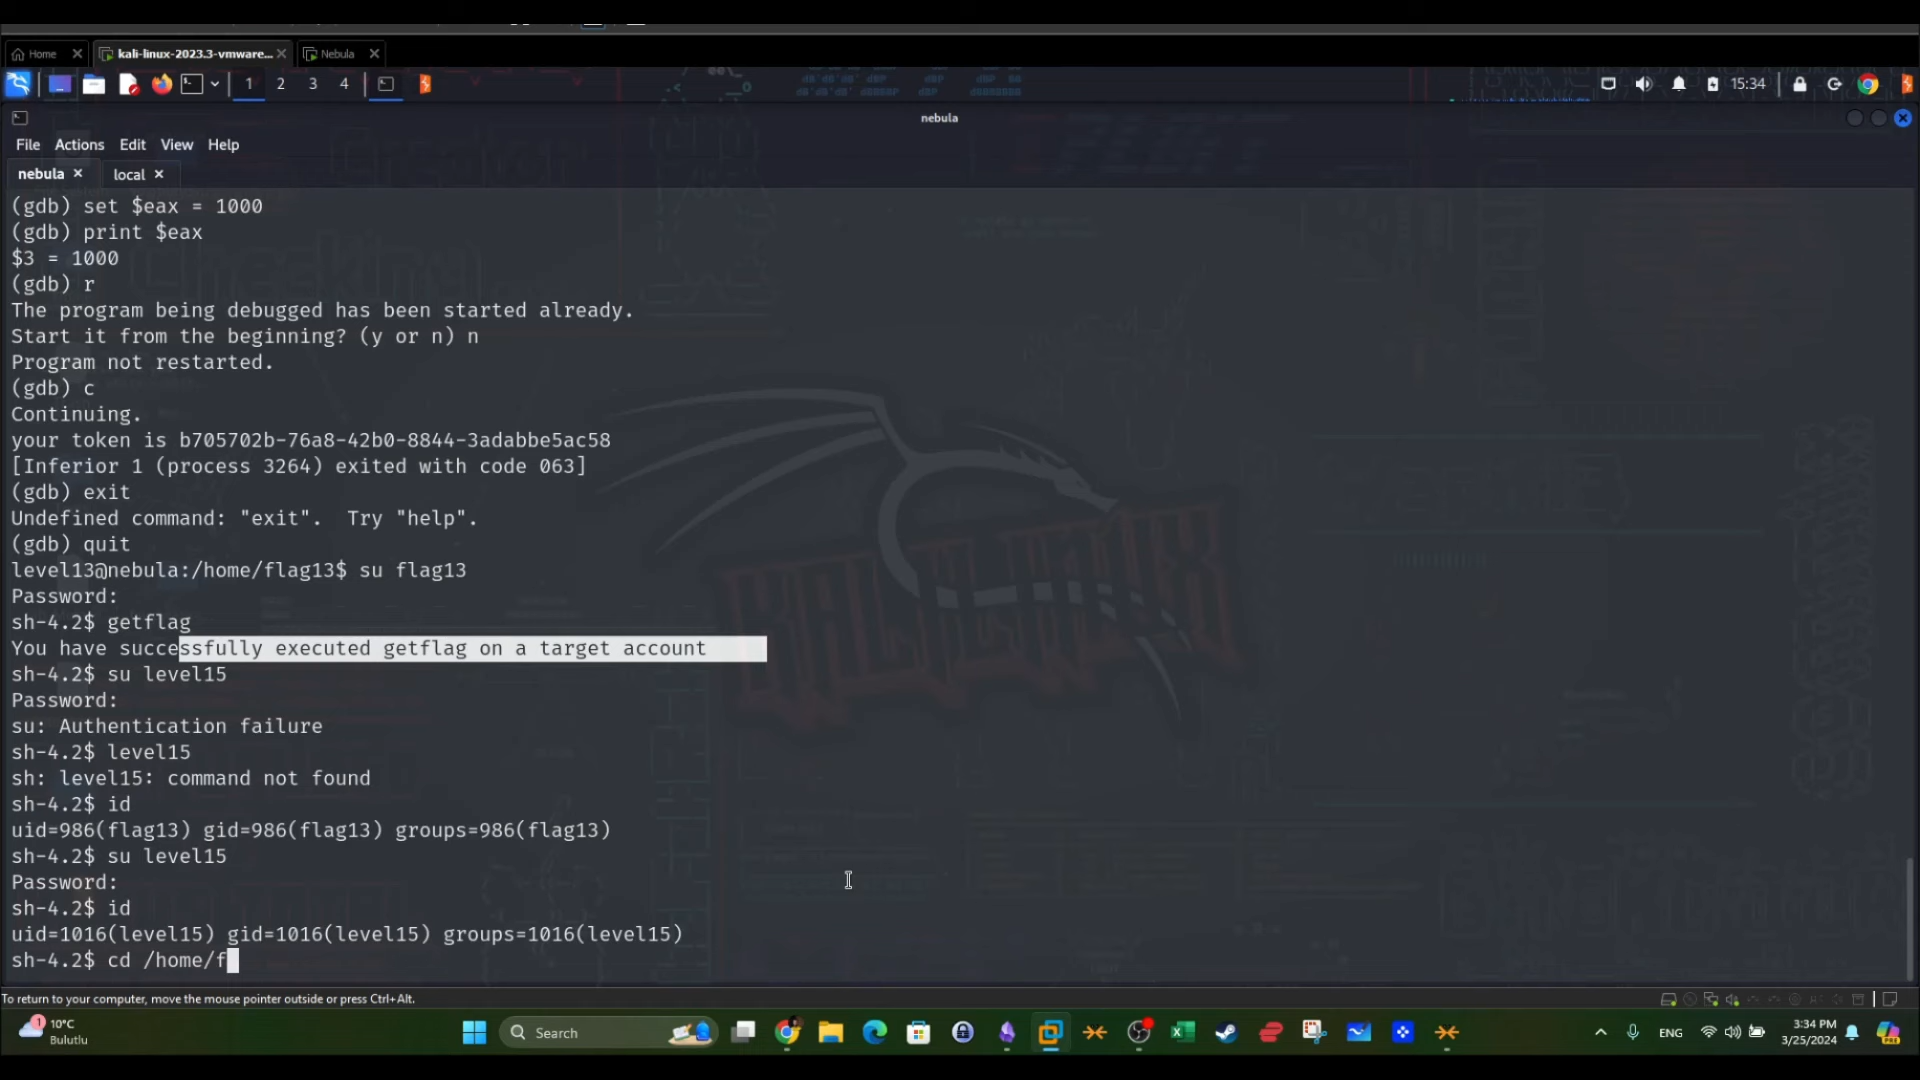 Home
kali-linux-2023.3-vmware...
Nebula
1 2 3 4
15:34
nebula
File Actions Edit View Help
nebula
local
(gdb) set $eax = 1000
(gdb) print $eax
$3 = 1000
(gdb) r
The program being debugged has been started already.
Start it from the beginning? (y or n) n
Program not restarted.
(gdb) c
Continuing.
your token is b705702b-76a8-42b0-8844-3adabbe5ac58
[Inferior 1 (process 3264) exited with code 063]
(gdb) exit
Undefined command: "exit".  Try "help".
(gdb) quit
level13@nebula:/home/flag13$ su flag13
Password:
sh-4.2$ getflag
You have successfully executed getflag on a target account
sh-4.2$ su level15
Password:
su: Authentication failure
sh-4.2$ level15
sh: level15: command not found
sh-4.2$ id
uid=986(flag13) gid=986(flag13) groups=986(flag13)
sh-4.2$ su level15
Password:
sh-4.2$ id
uid=1016(level15) gid=1016(level15) groups=1016(level15)
sh-4.2$ cd /home/f
KALI LINUX
To return to your computer, move the mouse pointer outside or press Ctrl+Alt.
1
10°C
Bulutlu
Search
ENG
3:34 PM
3/25/2024